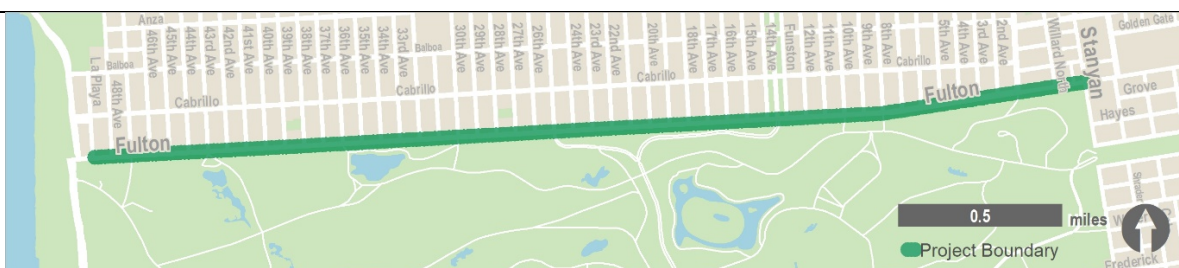 Anza
Golden Gate
La Playa
Balboa
48th Ave
46th Ave
45th Ave
44th Ave
43rd Ave
42nd Ave
41st Ave
40th Ave
39th Ave
38th Ave
37th Ave
36th Ave
35th Ave
34th Ave
33rd Ave
Balboa
30th Ave
29th Ave
28th Ave
27th Ave
26th Ave
24th Ave
23rd Ave
22nd Ave
20th Ave
18th Ave
17th Ave
16th Ave
15th Ave
14th Ave
Funston
12th Ave
11th Ave
10th Ave
9th Ave
8th Ave
5th Ave
4th Ave
3rd Ave
2nd Ave
Willard North
Stanyan
Cabrillo
Cabrillo
Cabrillo
Cabrillo
Fulton
Fulton
Grove
Hayes
Shrader
0.5
miles
Project Boundary
Frederick